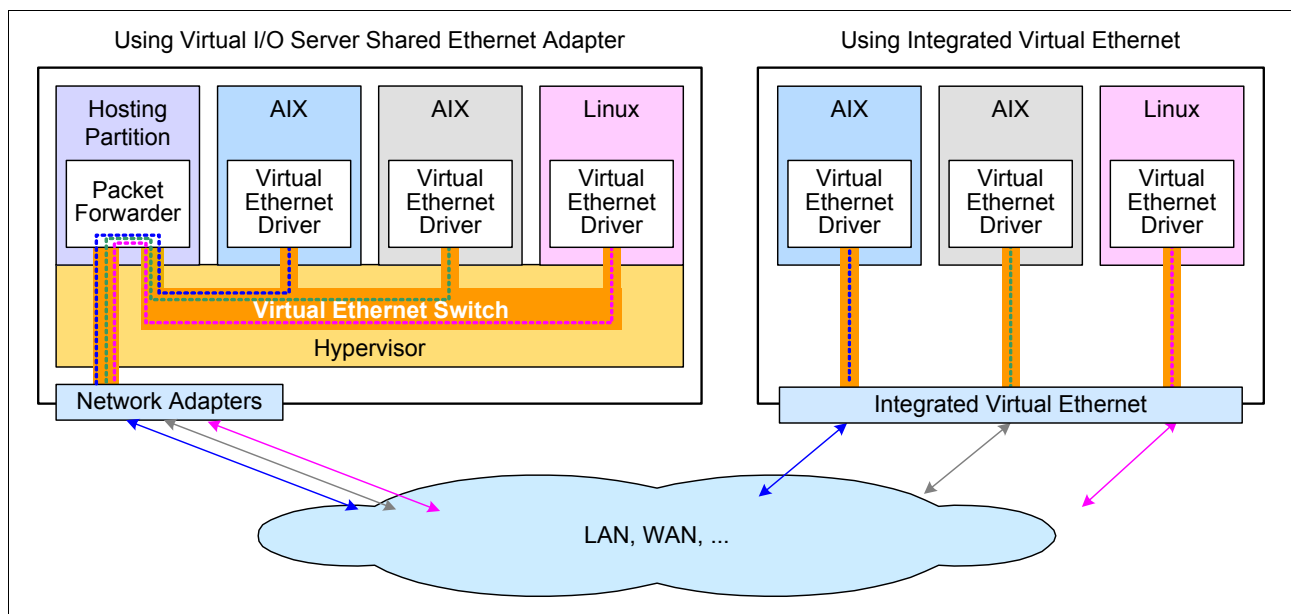 Using Virtual I/O Server Shared Ethernet Adapter
Hosting
Partition
Packet
Forwarder
AIX
Virtual
Ethernet
Driver
AIX
Virtual
Ethernet
Driver
Linux
Virtual
Ethernet
Driver
Virtual Ethernet Switch
Hypervisor
Network Adapters
Using Integrated Virtual Ethernet
AIX
Virtual
Ethernet
Driver
AIX
Virtual
Ethernet
Driver
Linux
Virtual
Ethernet
Driver
Integrated Virtual Ethernet
LAN, WAN, ...